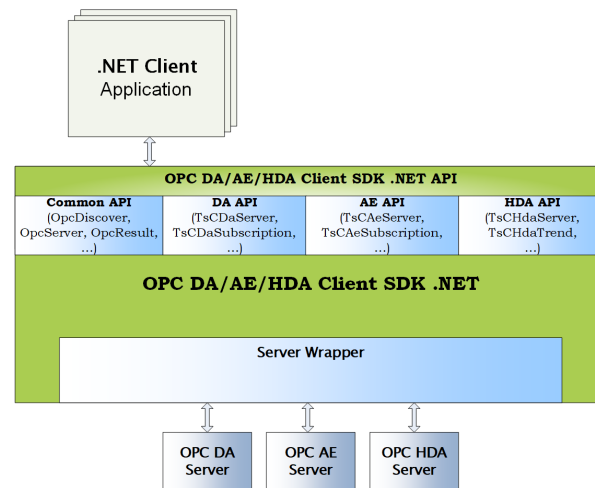 .NET Client
Application
OPC DA/AE/HDA Client SDK .NET API
Common API
(OpcDiscover,
OpcServer, OpcResult,
...)
DA API
(TsCDaServer,
TsCDaSubscription,
...)
AE API
(TsCAeServer,
TsCAeSubscription,
...)
HDA API
(TsCHdaServer,
TsCHdaTrend,
...)
OPC DA/AE/HDA Client SDK .NET
Server Wrapper
OPC DA
Server
OPC AE
Server
OPC HDA
Server